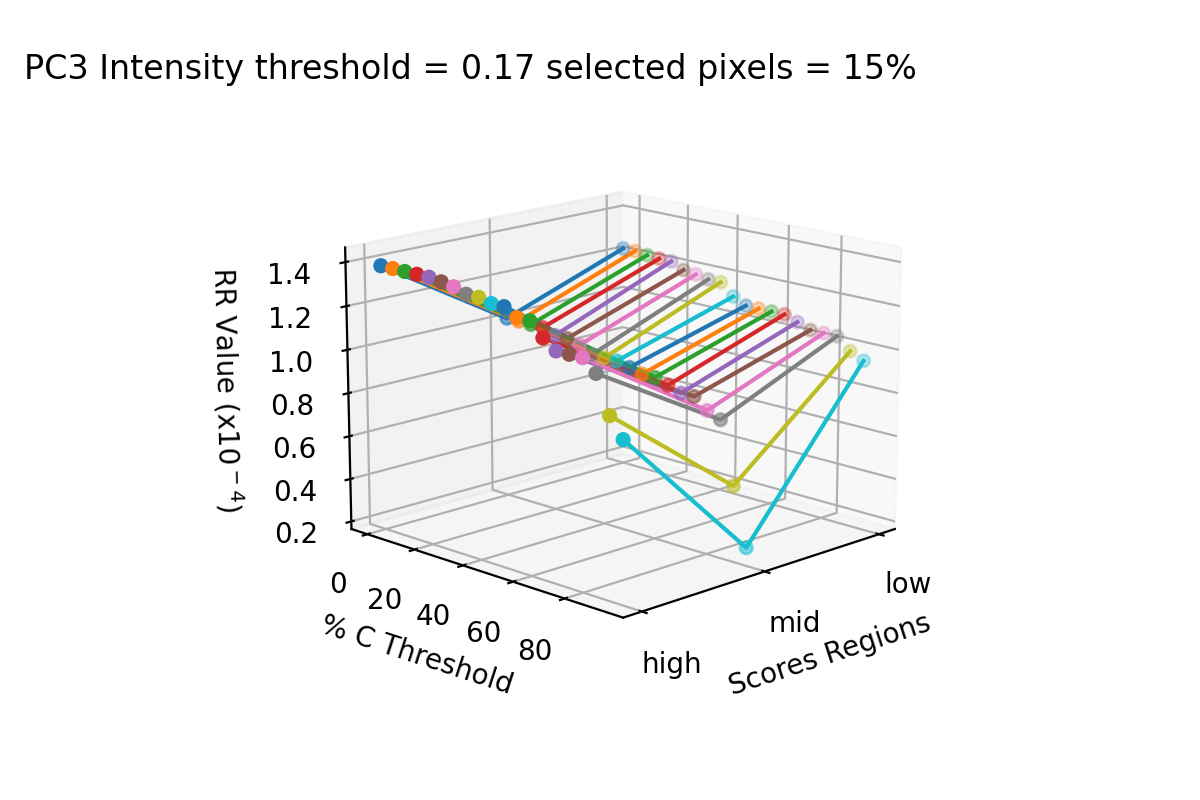 PC3 Intensity threshold = 0.17 selected pixels = 15%
1.4
1.2
1.0
0.8
0.6
0.4
0.2
RR Value (x10⁻⁴)
0
20
40
60
80
% C Threshold
high
mid
low
Scores Regions